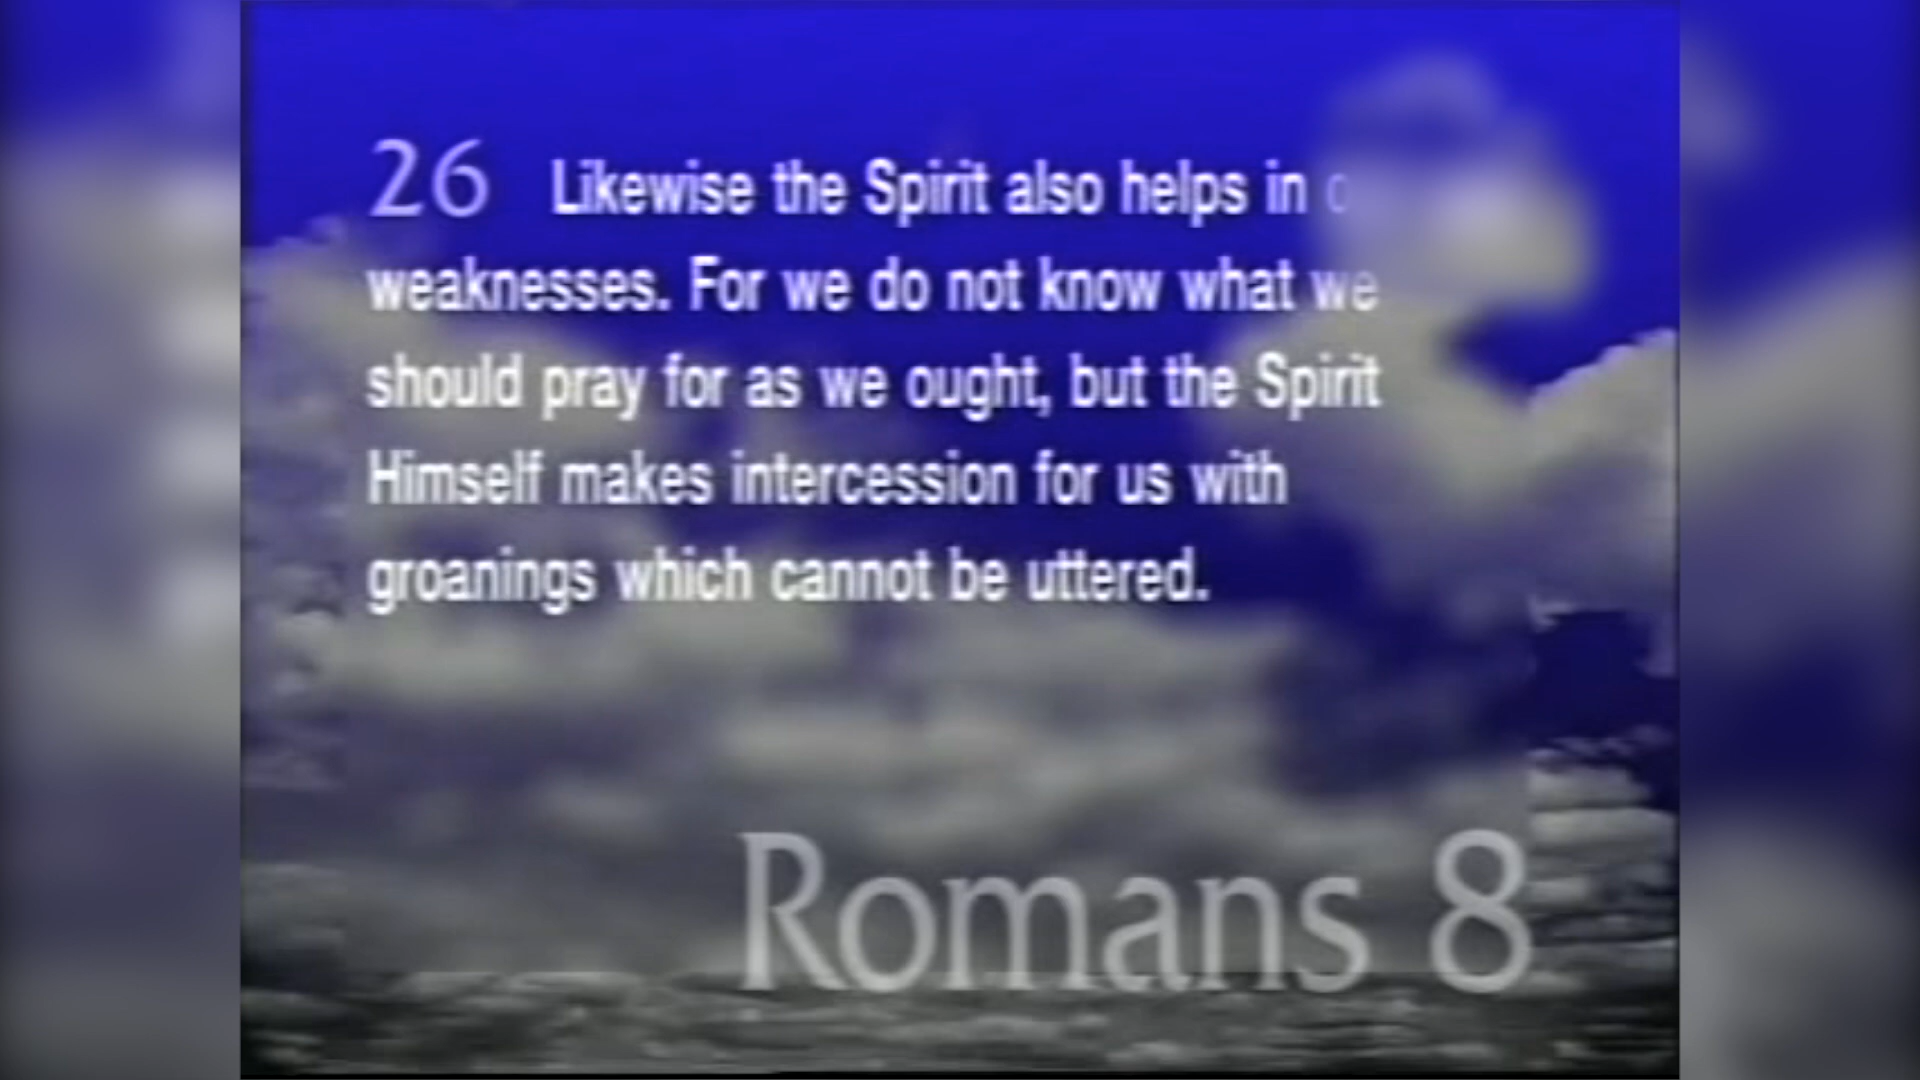 26 Likewise the Spirit also helps in
weaknesses. For we do not know what we
should pray for as we ought, but the Spirit
Himself makes intercession for us with
groanings which cannot be uttered.
Romans 8